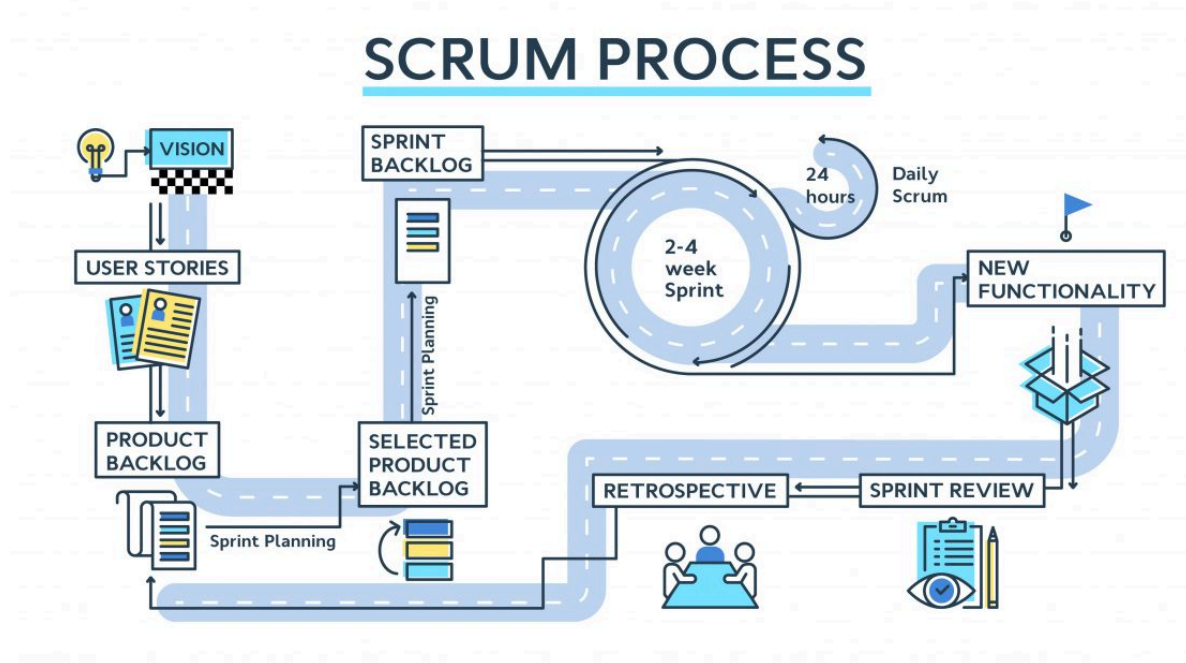 SCRUM PROCESS
VISION
USER STORIES
PRODUCT
BACKLOG
Sprint Planning
SELECTED
PRODUCT
BACKLOG
Sprint Planning
SPRINT
BACKLOG
2-4
week
Sprint
24
hours
Daily
Scrum
NEW
FUNCTIONALITY
SPRINT REVIEW
RETROSPECTIVE